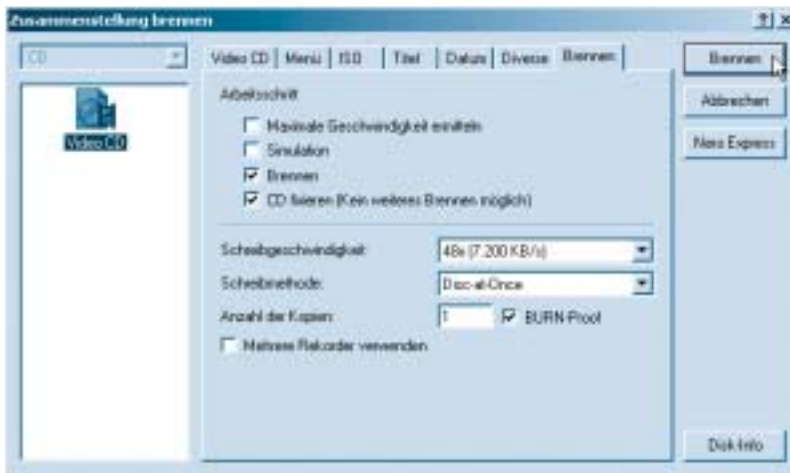 Zusammenstellung brennen
CD
Video CD
Video CD Menü ISO Titel Datum Diverse Brennen
Arbeitsschritt
Maximale Geschwindigkeit ermitteln
Simulation
Brennen
CD fixieren (Kein weiteres Brennen möglich)
Schreibgeschwindigkeit:
48x (7.200 KB/s)
Schreibmethode:
Disc-at-Once
Anzahl der Kopien:
1
BURN-Proof
Mehrere Rekorder verwenden
Brennen
Abbrechen
Nero Express
Disk-Info